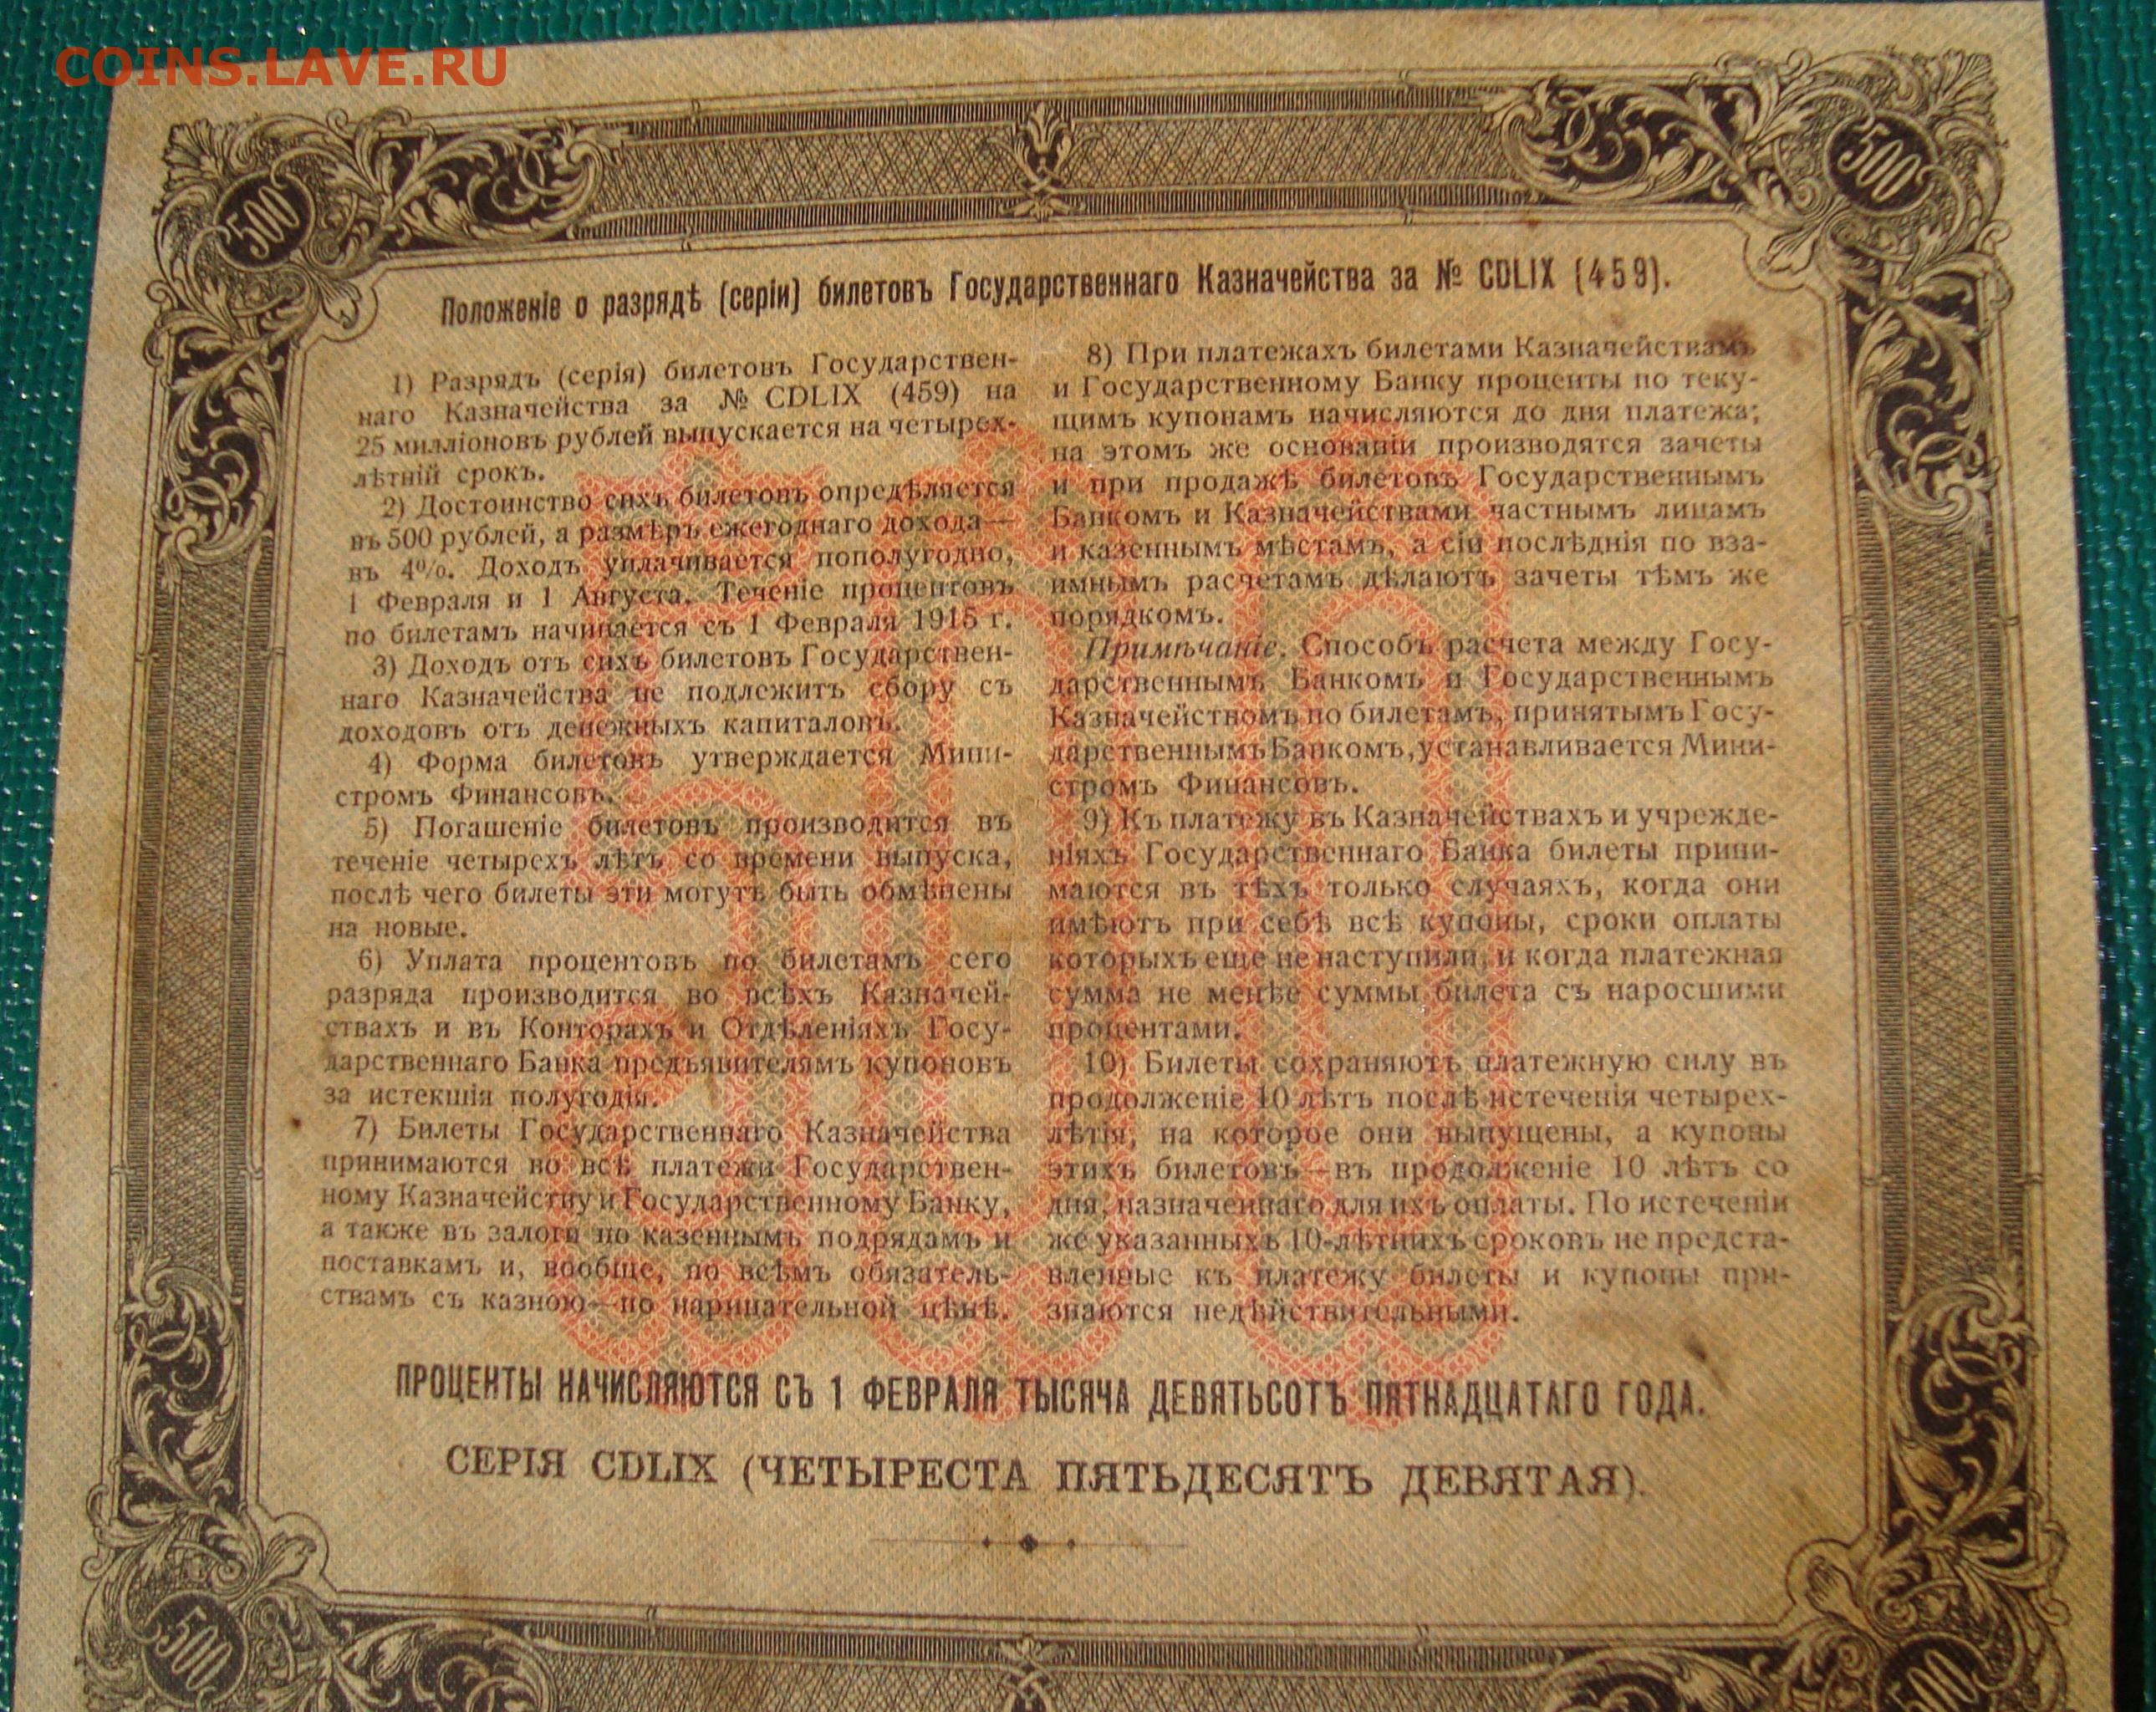 COINS.LAVE.RU
500
500
Положеніе о разрядѣ (серіи) билетовъ Государственнаго Казначейства за № CDLIX (459).
1) Разрядъ (серія) билетовъ Государствен-
наго Казначейства за № CDLIX (459) на
25 милліоновъ рублей выпускается на четырех-
лѣтній срокъ.
2) Достоинство сихъ билетовъ опредѣляется
въ 500 рублей, а размѣръ ежегоднаго дохода—
въ 4%. Доходъ уплачивается пополугодно,
1 Февраля и 1 Августа. Теченіе процентовъ
по билетамъ начинается съ 1 Февраля 1915 г.
3) Доходъ отъ сихъ билетовъ Государствен-
наго Казначейства не подлежитъ сбору съ
доходовъ отъ денежныхъ капиталовъ.
4) Форма билетовъ утверждается Мини-
стромъ Финансовъ.
5) Погашеніе билетовъ производится въ
теченіе четырехъ лѣтъ со времени выпуска,
послѣ чего билеты эти могутъ быть обмѣнены
на новые.
6) Уплата процентовъ по билетамъ сего
разряда производится во всѣхъ Казначей-
ствахъ и въ Конторахъ и Отдѣленіяхъ Госу-
дарственнаго Банка предъявителямъ купоновъ
за истекшія полугодія.
7) Билеты Государственнаго Казначейства
принимаются во всѣ платежи Государствен-
ному Казначейству и Государственному Банку,
а также въ залоги по казеннымъ подрядамъ и
поставкамъ и, вообще, по всѣмъ обязатель-
ствамъ съ казною—по нарицательной цѣнѣ.
8) При платежахъ билетами Казначействамъ
и Государственному Банку проценты по теку-
щимъ купонамъ начисляются до дня платежа;
на этомъ же основаніи производятся зачеты
и при продажѣ билетовъ Государственнымъ
Банкомъ и Казначействами частнымъ лицамъ
и казеннымъ мѣстамъ, а сіи послѣднія по вза-
имнымъ расчетамъ дѣлаютъ зачеты тѣмъ же
порядкомъ.
Примѣчаніе. Способъ расчета между Госу-
дарственнымъ Банкомъ и Государственнымъ
Казначействомъ по билетамъ, принятымъ Госу-
дарственнымъ Банкомъ, устанавливается Мини-
стромъ Финансовъ.
9) Къ платежу въ Казначействахъ и учрежде-
ніяхъ Государственнаго Банка билеты прини-
маются въ тѣхъ только случаяхъ, когда они
имѣютъ при себѣ всѣ купоны, сроки оплаты
которыхъ еще не наступили, и когда платежная
сумма не менѣе суммы билета съ наросшими
процентами.
10) Билеты сохраняютъ платежную силу въ
продолженіе 10 лѣтъ послѣ истеченія четырех-
лѣтія, на которое они выпущены, а купоны
этихъ билетовъ—въ продолженіе 10 лѣтъ со
дня, назначеннаго для ихъ оплаты. По истеченіи
же указанныхъ 10-лѣтнихъ сроковъ не предста-
вленные къ платежу билеты и купоны при-
знаются недѣйствительными.
500
ПРОЦЕНТЫ НАЧИСЛЯЮТСЯ СЪ 1 ФЕВРАЛЯ ТЫСЯЧА ДЕВЯТЬСОТЪ ПЯТНАДЦАТАГО ГОДА.
СЕРІЯ CDLIX (ЧЕТЫРЕСТА ПЯТЬДЕСЯТЪ ДЕВЯТАЯ).
500
500